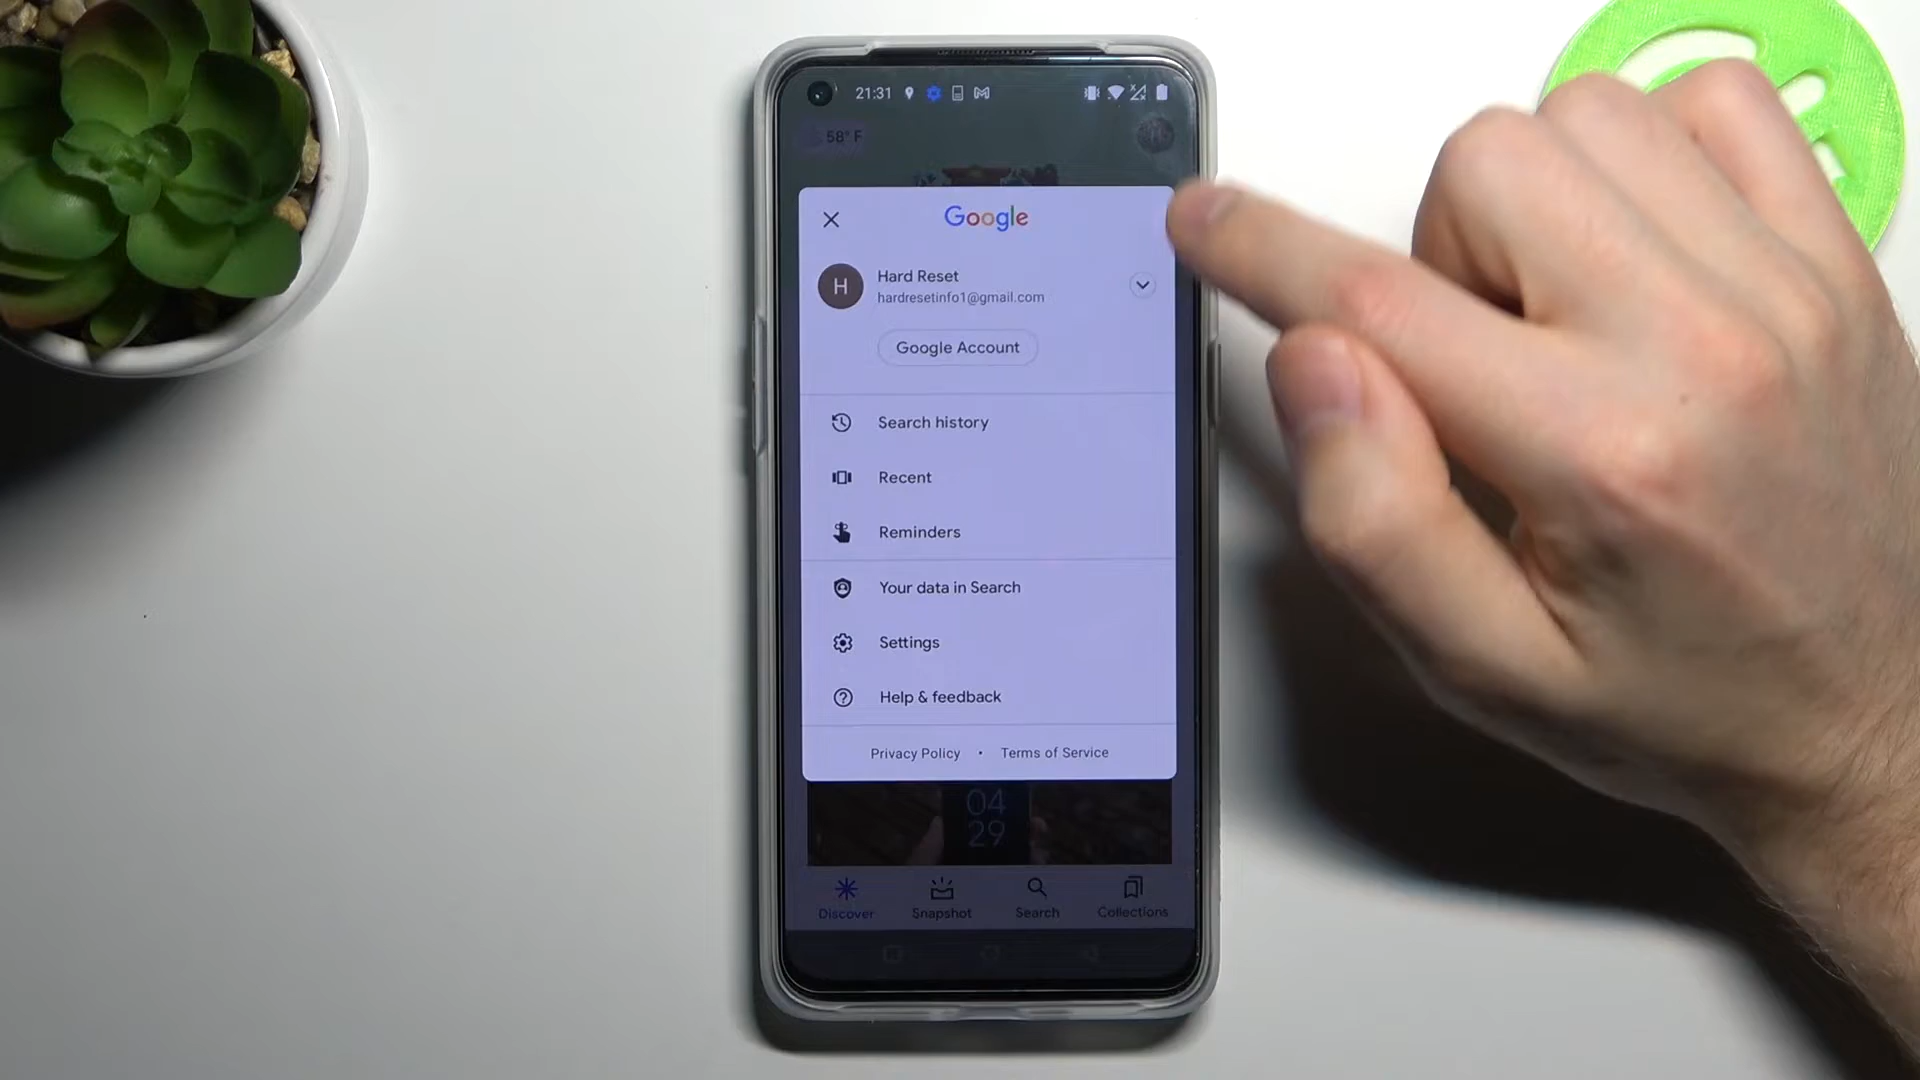 21:31
58° F
Google
H
Hard Reset
hardresetinfo1@gmail.com
Google Account
Search history
Recent
Reminders
Your data in Search
Settings
Help & feedback
Privacy Policy • Terms of Service
04
29
Discover Snapshot Search Collections